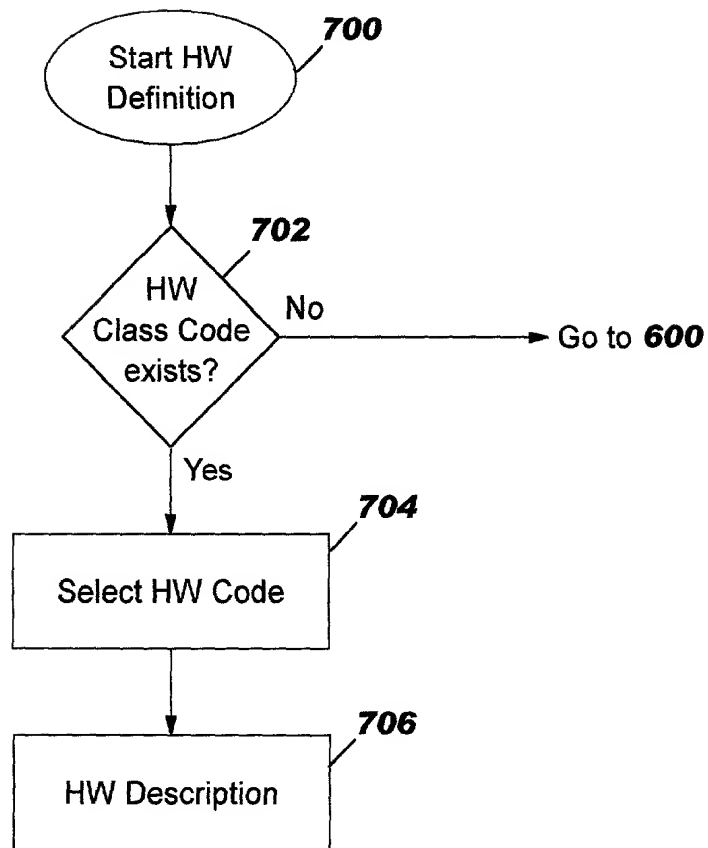 700
Start HW
Definition
702
HW
Class Code
exists?
No
Go to 600
Yes
704
Select HW Code
706
HW Description